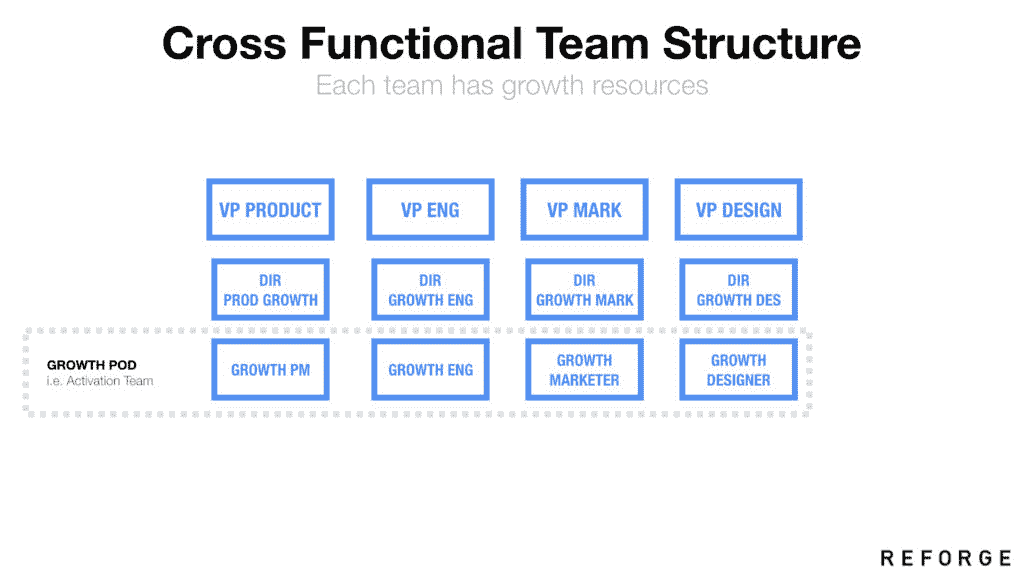 Cross Functional Team Structure
Each team has growth resources
VP PRODUCT
VP ENG
VP MARK
VP DESIGN
DIR
PROD GROWTH
DIR
GROWTH ENG
DIR
GROWTH MARK
DIR
GROWTH DES
GROWTH POD
i.e. Activation Team
GROWTH PM
GROWTH ENG
GROWTH
MARKETER
GROWTH
DESIGNER
REFORGE